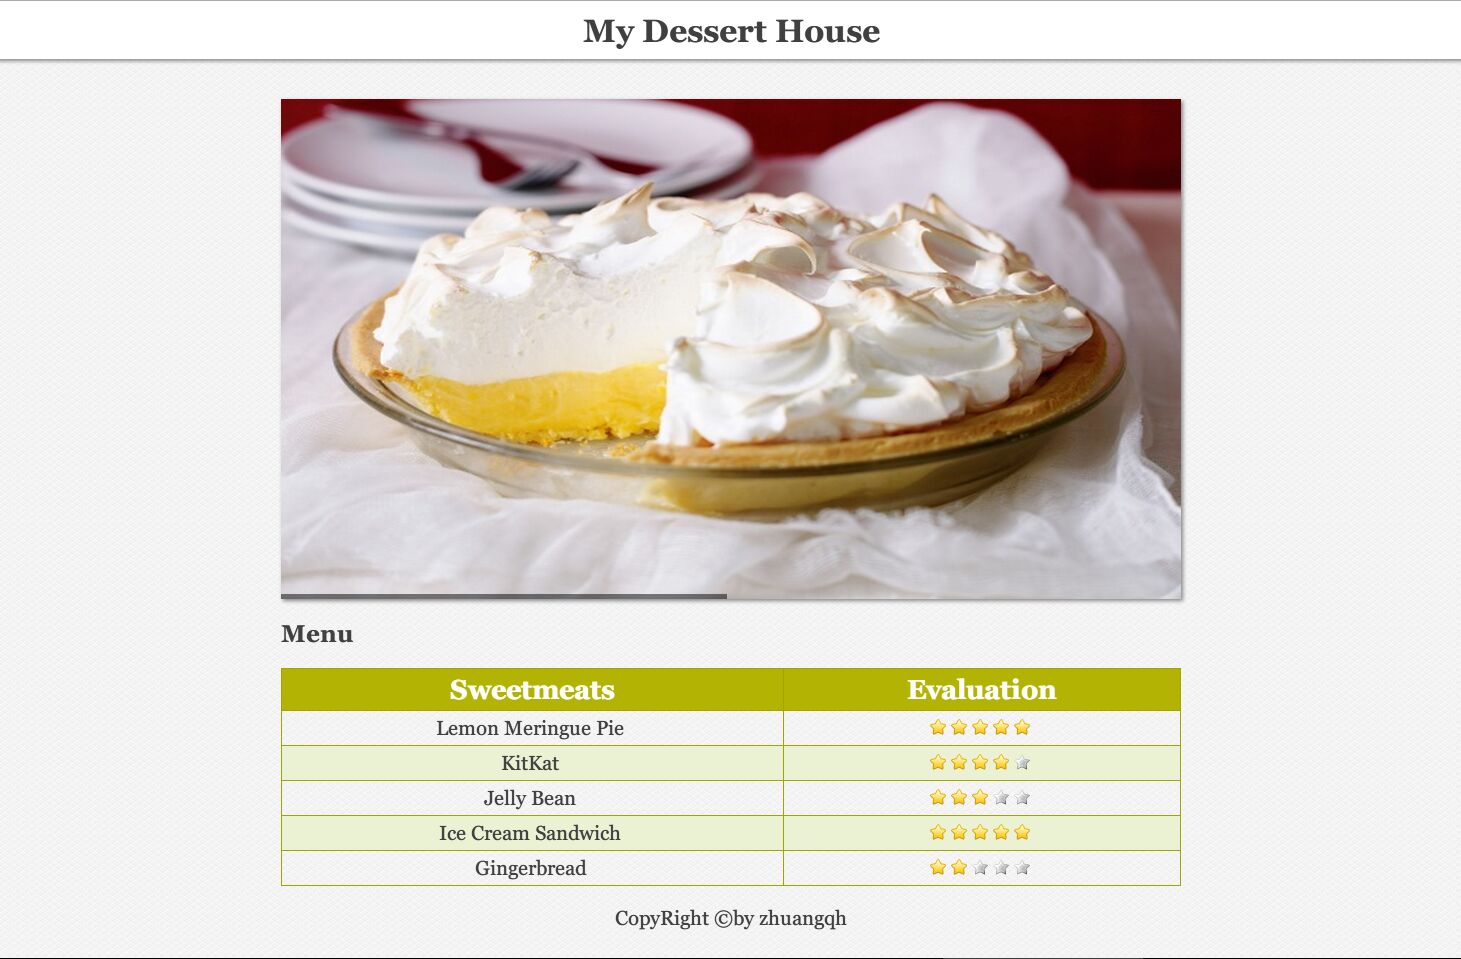 My Dessert House
Menu
Sweetmeats Evaluation
Lemon Meringue Pie
KitKat
Jelly Bean
Ice Cream Sandwich
Gingerbread
CopyRight ©by zhuangqh